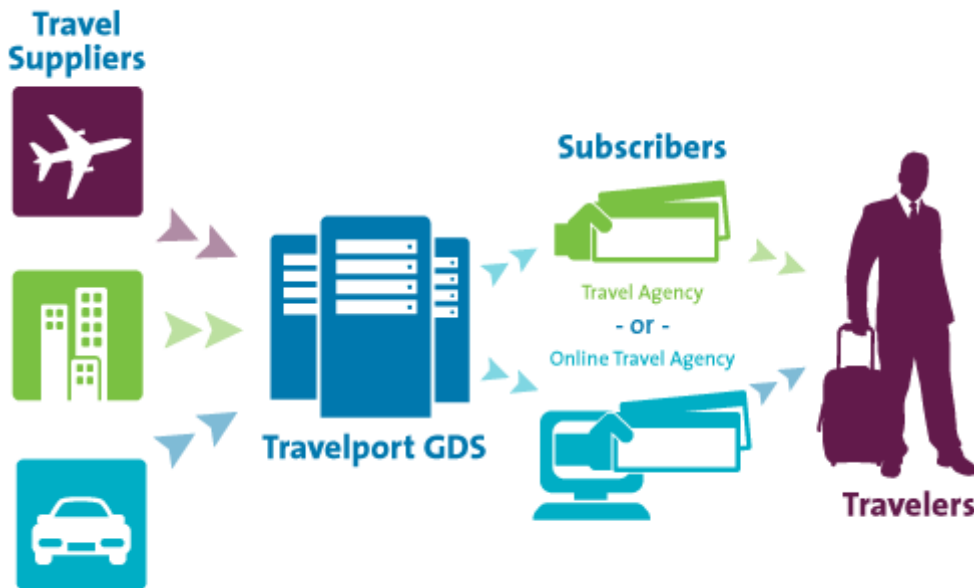 Travel
Suppliers
Subscribers
Travel Agency
- or -
Online Travel Agency
Travelport GDS
Travelers